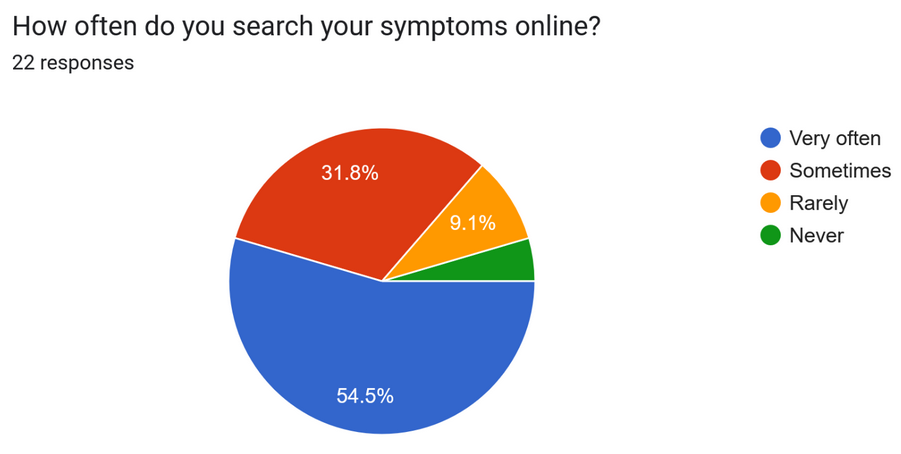 How often do you search your symptoms online?
22 responses
Very often
31.8%
Sometimes
Rarely
9.1%
Never
54.5%